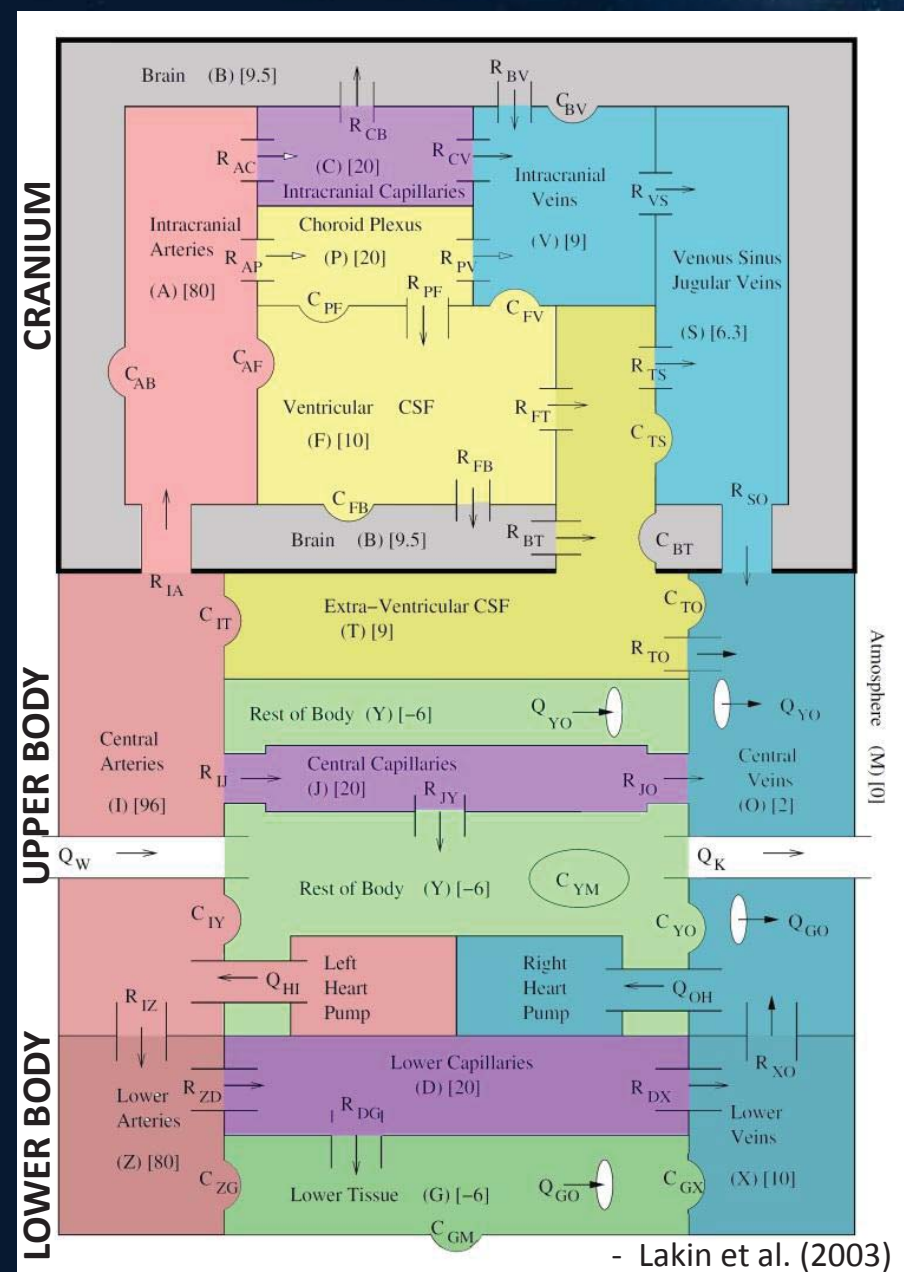 CRANIUM
Brain (B) [9.5]
R CB
R BV
C BV
R AC
(C) [20]
Intracranial Capillaries
R CV
Intracranial
Veins
(V) [9]
R VS
Intracranial
Arteries
(A) [80]
R AP
Choroid Plexus
(P) [20]
R PV
R PF
C PF
C FV
Venous Sinus
Jugular Veins
(S) [6.3]
C AB
C AF
Ventricular CSF
(F) [10]
R FT
R TS
C TS
R FB
C FB
R SO
Brain (B) [9.5]
R BT
C BT
UPPER BODY
R IA
C IT
Extra-Ventricular CSF
(T) [9]
C TO
R TO
Atmosphere (M) [0]
Rest of Body (Y) [-6]
Q YO
Q YO
Central
Arteries
(I) [96]
R IJ
Central Capillaries
(J) [20]
R JY
R JO
Central
Veins
(O) [2]
Q W
Q K
Rest of Body (Y) [-6]
C YM
C IY
C YO
Q GO
Q HI
Left
Heart
Pump
Right
Heart
Pump
Q OH
LOWER BODY
R IZ
R XO
Lower
Arteries
(Z) [80]
R ZD
Lower Capillaries
(D) [20]
R DG
R DX
Lower
Veins
(X) [10]
C ZG
Lower Tissue (G) [-6]
Q GO
C GX
C GM
- Lakin et al. (2003)